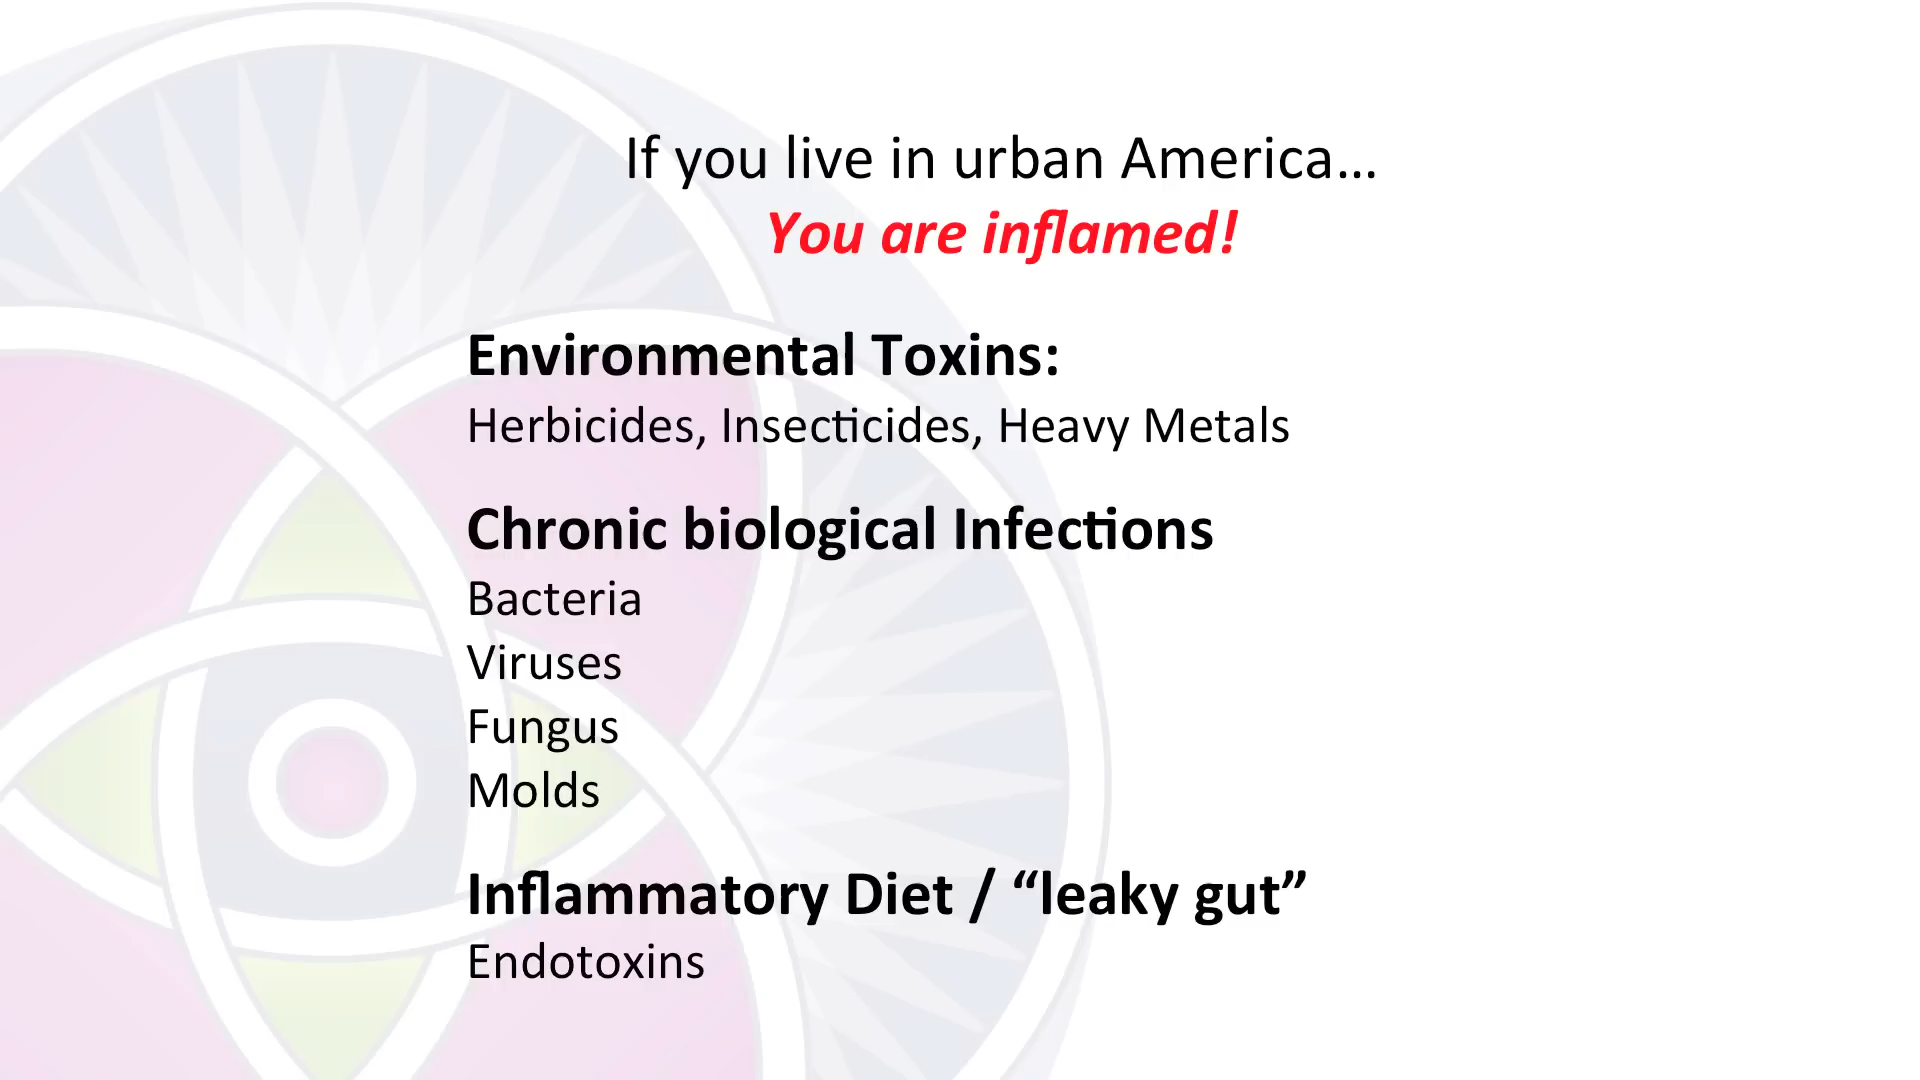 If you live in urban America…
You are inflamed!
Environmental Toxins:
Herbicides, Insecticides, Heavy Metals
Chronic biological Infections
Bacteria
Viruses
Fungus
Molds
Inflammatory Diet / “leaky gut”
Endotoxins